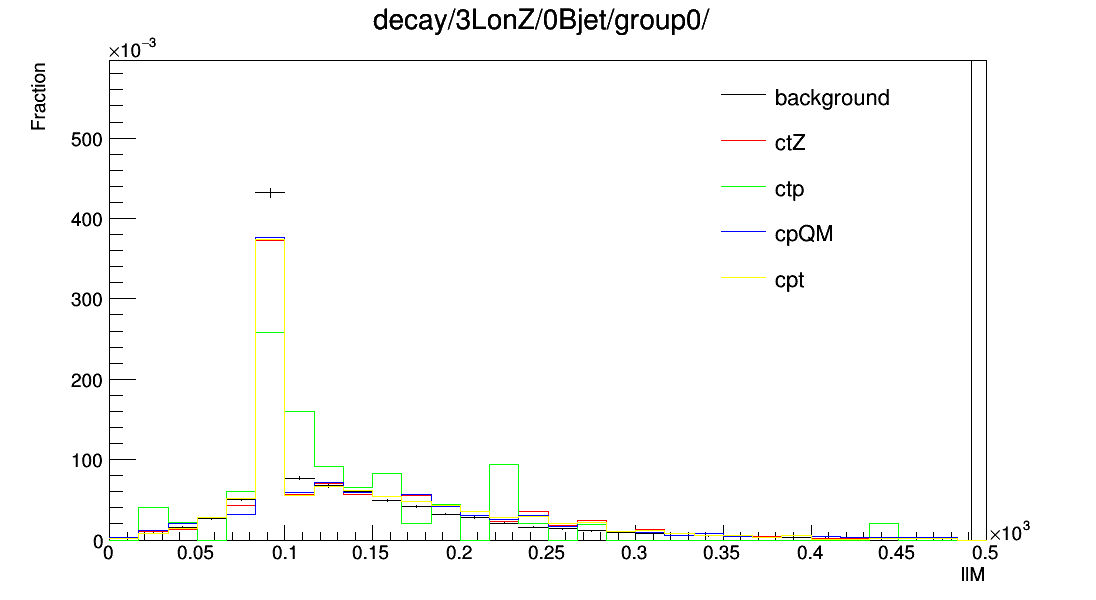 decay/3LonZ/0Bjet/group0/
×10⁻³
Fraction
background
ctZ
ctp
cpQM
cpt
500
400
300
200
100
0
0 0.05 0.1 0.15 0.2 0.25 0.3 0.35 0.4 0.45 0.5
×10³
llM